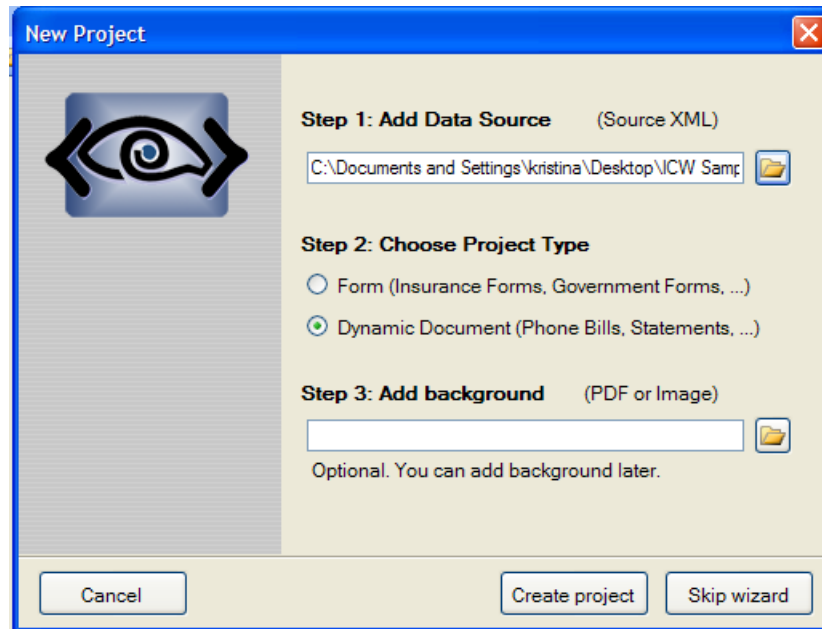 New Project
Step 1: Add Data Source (Source XML)
C:\Documents and Settings\kristina\Desktop\ICW Samp
Step 2: Choose Project Type
Form (Insurance Forms, Government Forms, ...)
Dynamic Document (Phone Bills, Statements, ...)
Step 3: Add background (PDF or Image)
Optional. You can add background later.
Cancel Create project Skip wizard